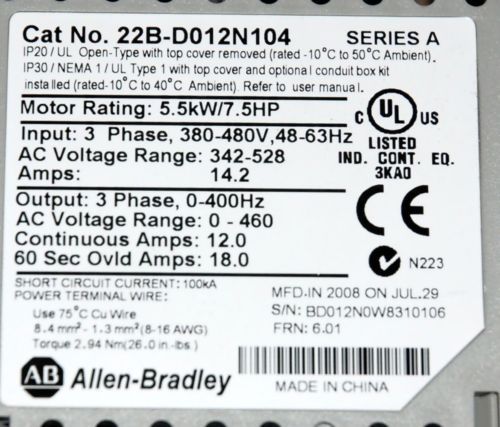 Cat No. 22B-D012N104 SERIES A
IP20 / UL Open-Type with top cover removed (rated -10°C to 50°C Ambient).
IP30 / NEMA 1 / UL Type 1 with top cover and optional conduit box kit
installed (rated-10°C to 40°C Ambient). Refer to user manual.
Motor Rating: 5.5kW/7.5HP
Input: 3 Phase, 380-480V,48-63Hz
AC Voltage Range: 342-528
Amps: 14.2
C UL US
LISTED
IND. CONT. EQ.
3KA0
Output: 3 Phase, 0-400Hz
AC Voltage Range: 0 - 460
Continuous Amps: 12.0
60 Sec Ovld Amps: 18.0
CE
N223
SHORT CIRCUIT CURRENT: 100kA
POWER TERMINAL WIRE:
Use 75°C Cu Wire
8.4 mm² - 1.3 mm²(8-16 AWG)
Torque 2.94 Nm(26.0 in.-lbs.)
MFD.IN 2008 ON JUL.29
S/N: BD012N0W8310106
FRN: 6.01
AB Allen-Bradley
MADE IN CHINA